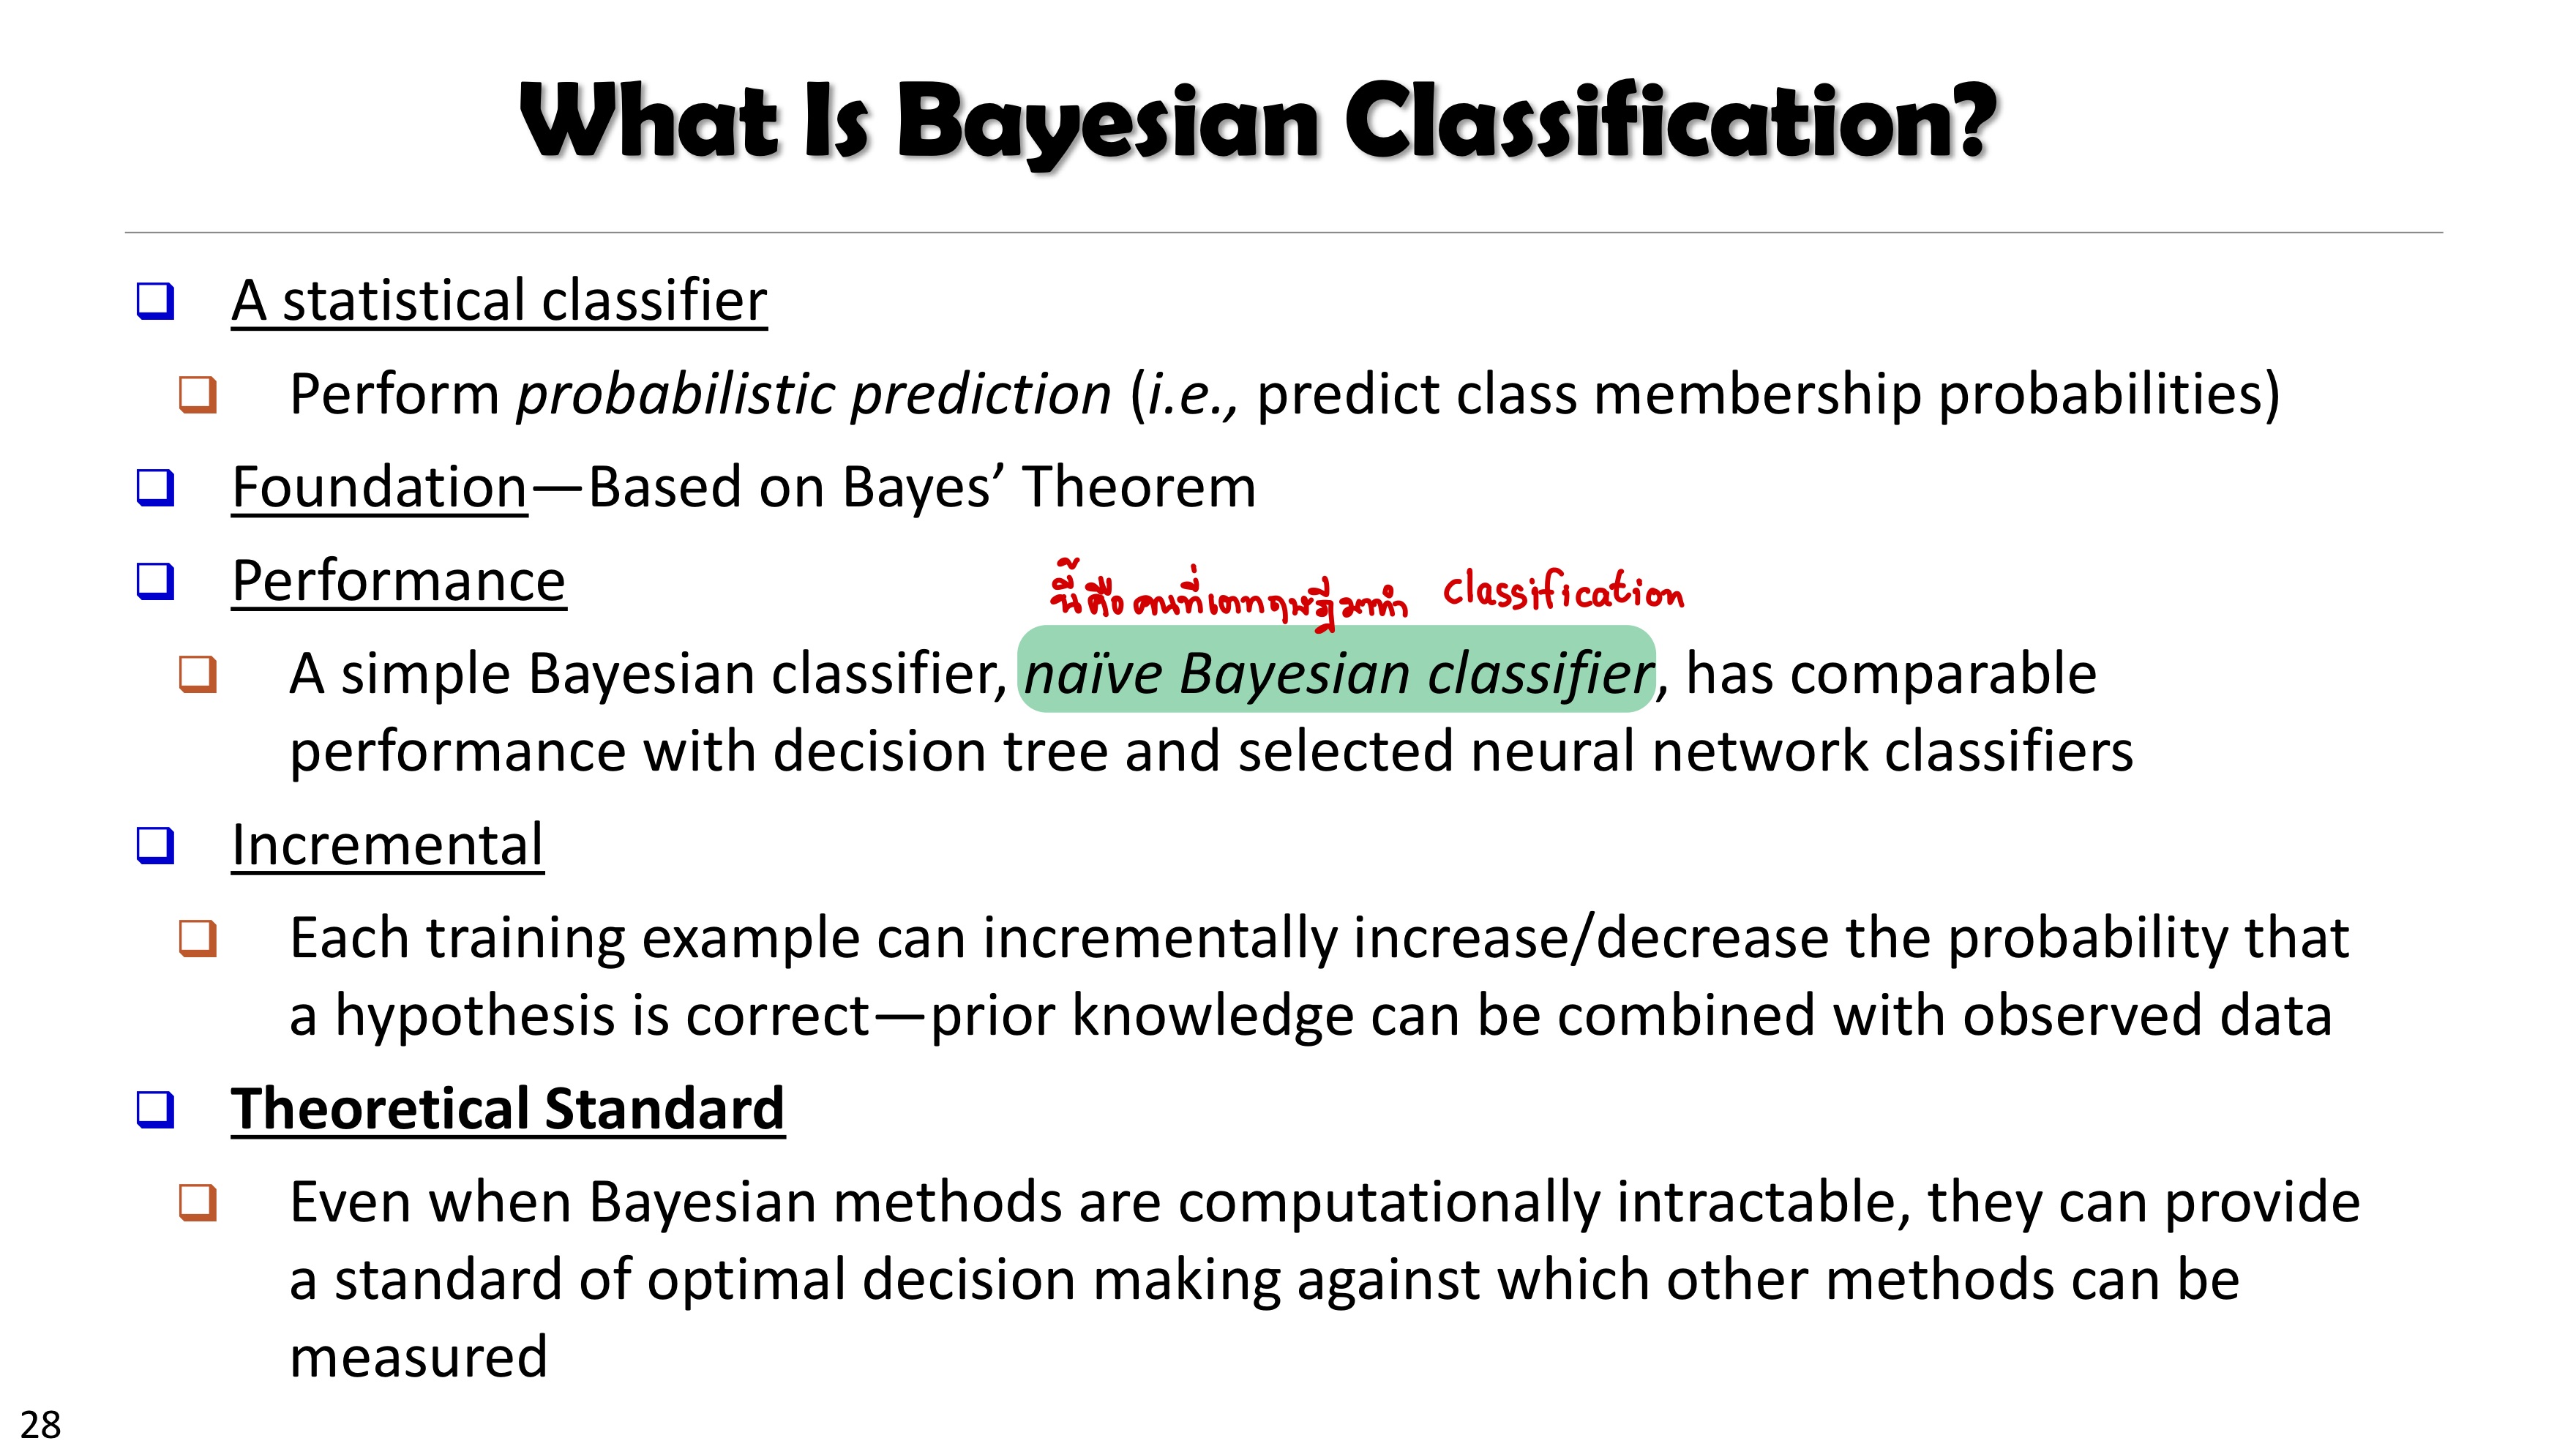 What Is Bayesian Classification?
A statistical classifier
Perform probabilistic prediction (i.e., predict class membership probabilities)
Foundation—Based on Bayes’ Theorem
Performance
นี้คือ คนที่เอาทฤษฎีมาทำ classification
A simple Bayesian classifier, naïve Bayesian classifier, has comparable
performance with decision tree and selected neural network classifiers
Incremental
Each training example can incrementally increase/decrease the probability that
a hypothesis is correct—prior knowledge can be combined with observed data
Theoretical Standard
Even when Bayesian methods are computationally intractable, they can provide
a standard of optimal decision making against which other methods can be
measured
28